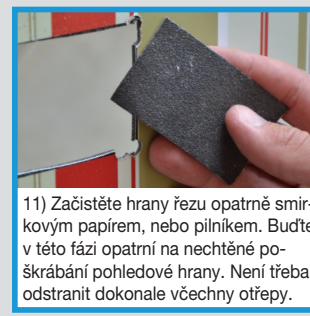 11) Začistěte hrany řezu opatrně smir-
kovým papírem, nebo pilníkem. Buďte
v této fázi opatrní na nechtěné po-
škrábání pohledové hrany. Není třeba
odstranit dokonale včechny otřepy.